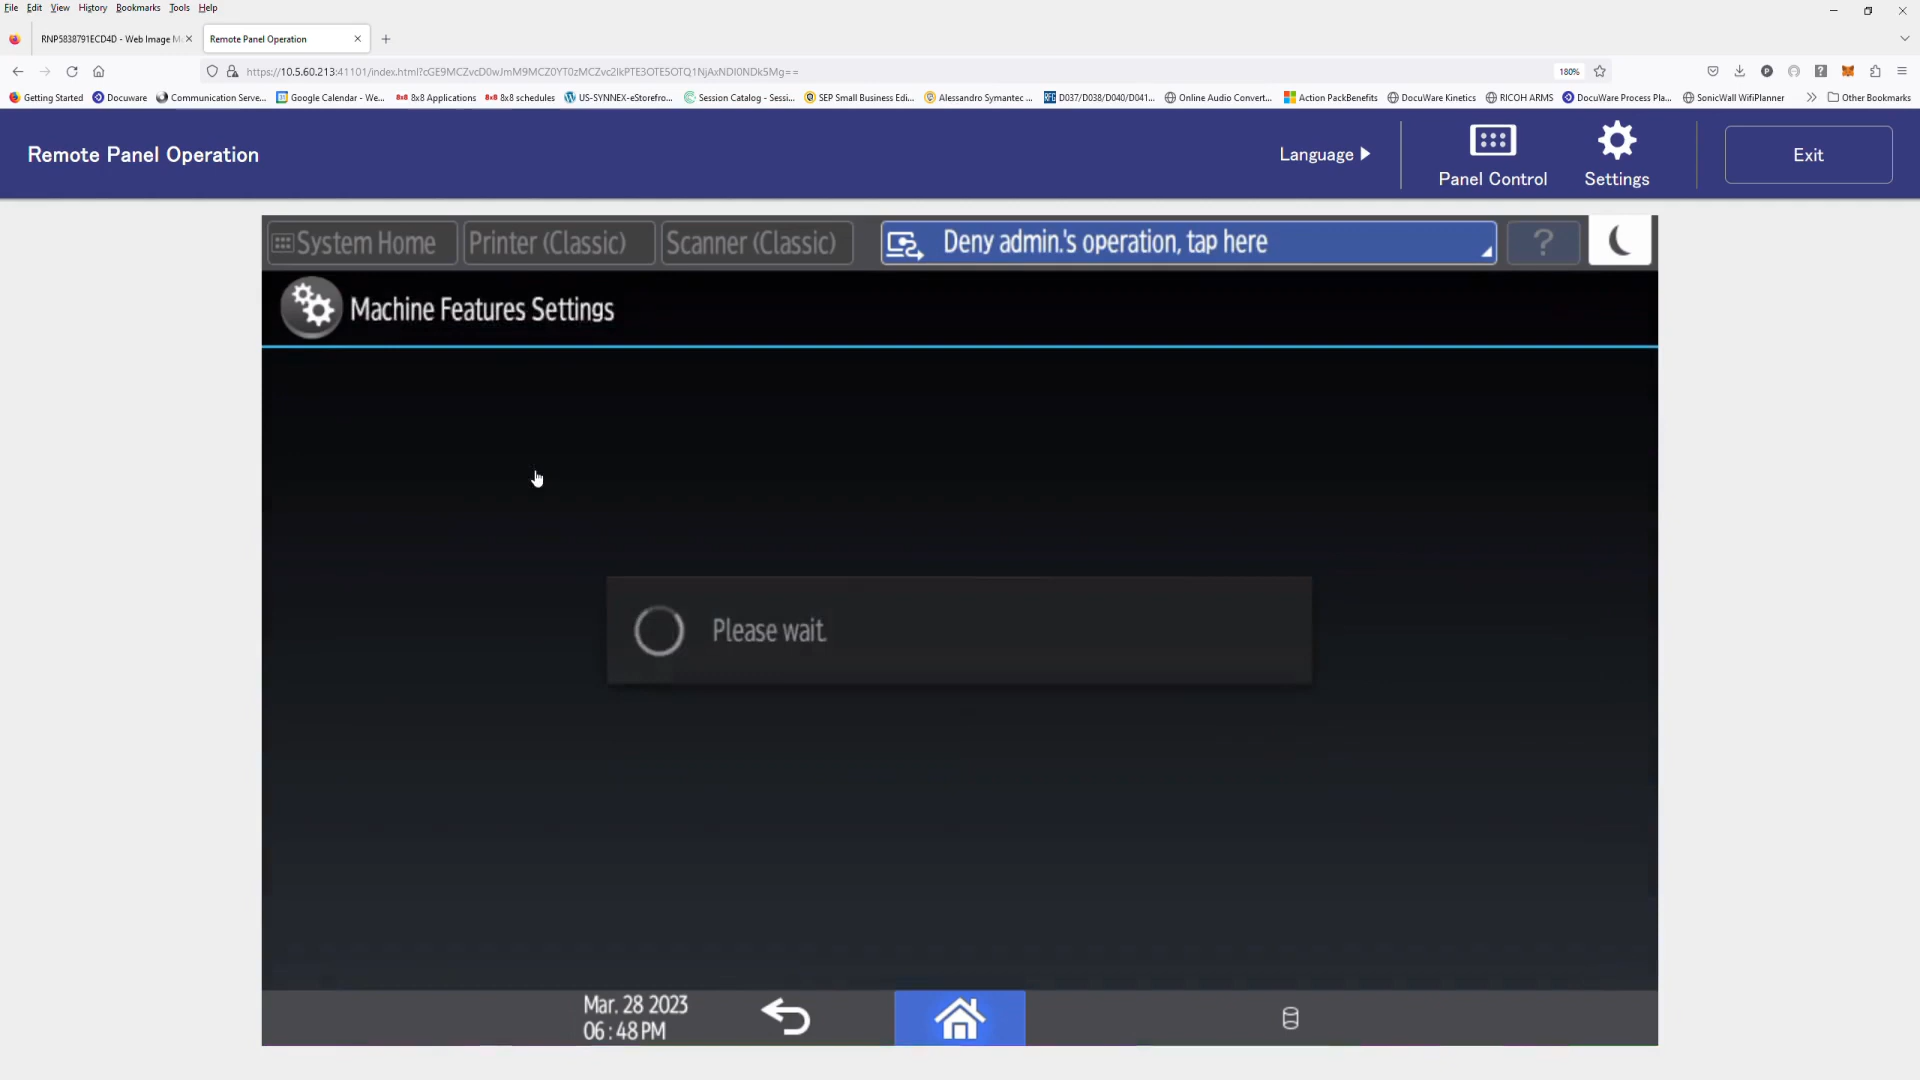 File Edit View History Bookmarks Tools Help
RNP5838791ECD4D - Web Image M
Remote Panel Operation
https://10.5.60.213:41101/index.html?cGE9MCZvcD0wJmM9MCZ0YT0zMCZvc2lkPTE3OTE5OTQ1NjAxNDI0NDk5Mg==
180%
Getting Started Docuware Communication Serve... Google Calendar - We... 8x8 Applications 8x8 schedules US-SYNNEX-eStorefro... Session Catalog - Sessi... SEP Small Business Edi... Alessandro Symantec ... D037/D038/D040/D041... Online Audio Convert... Action PackBenefits DocuWare Kinetics RICOH ARMS DocuWare Process Pla... SonicWall WifiPlanner Other Bookmarks
Remote Panel Operation
Language
Panel Control
Settings
Exit
System Home
Printer (Classic)
Scanner (Classic)
Deny admin.'s operation, tap here
?
Machine Features Settings
Please wait.
Mar. 28 2023
06 : 48 PM